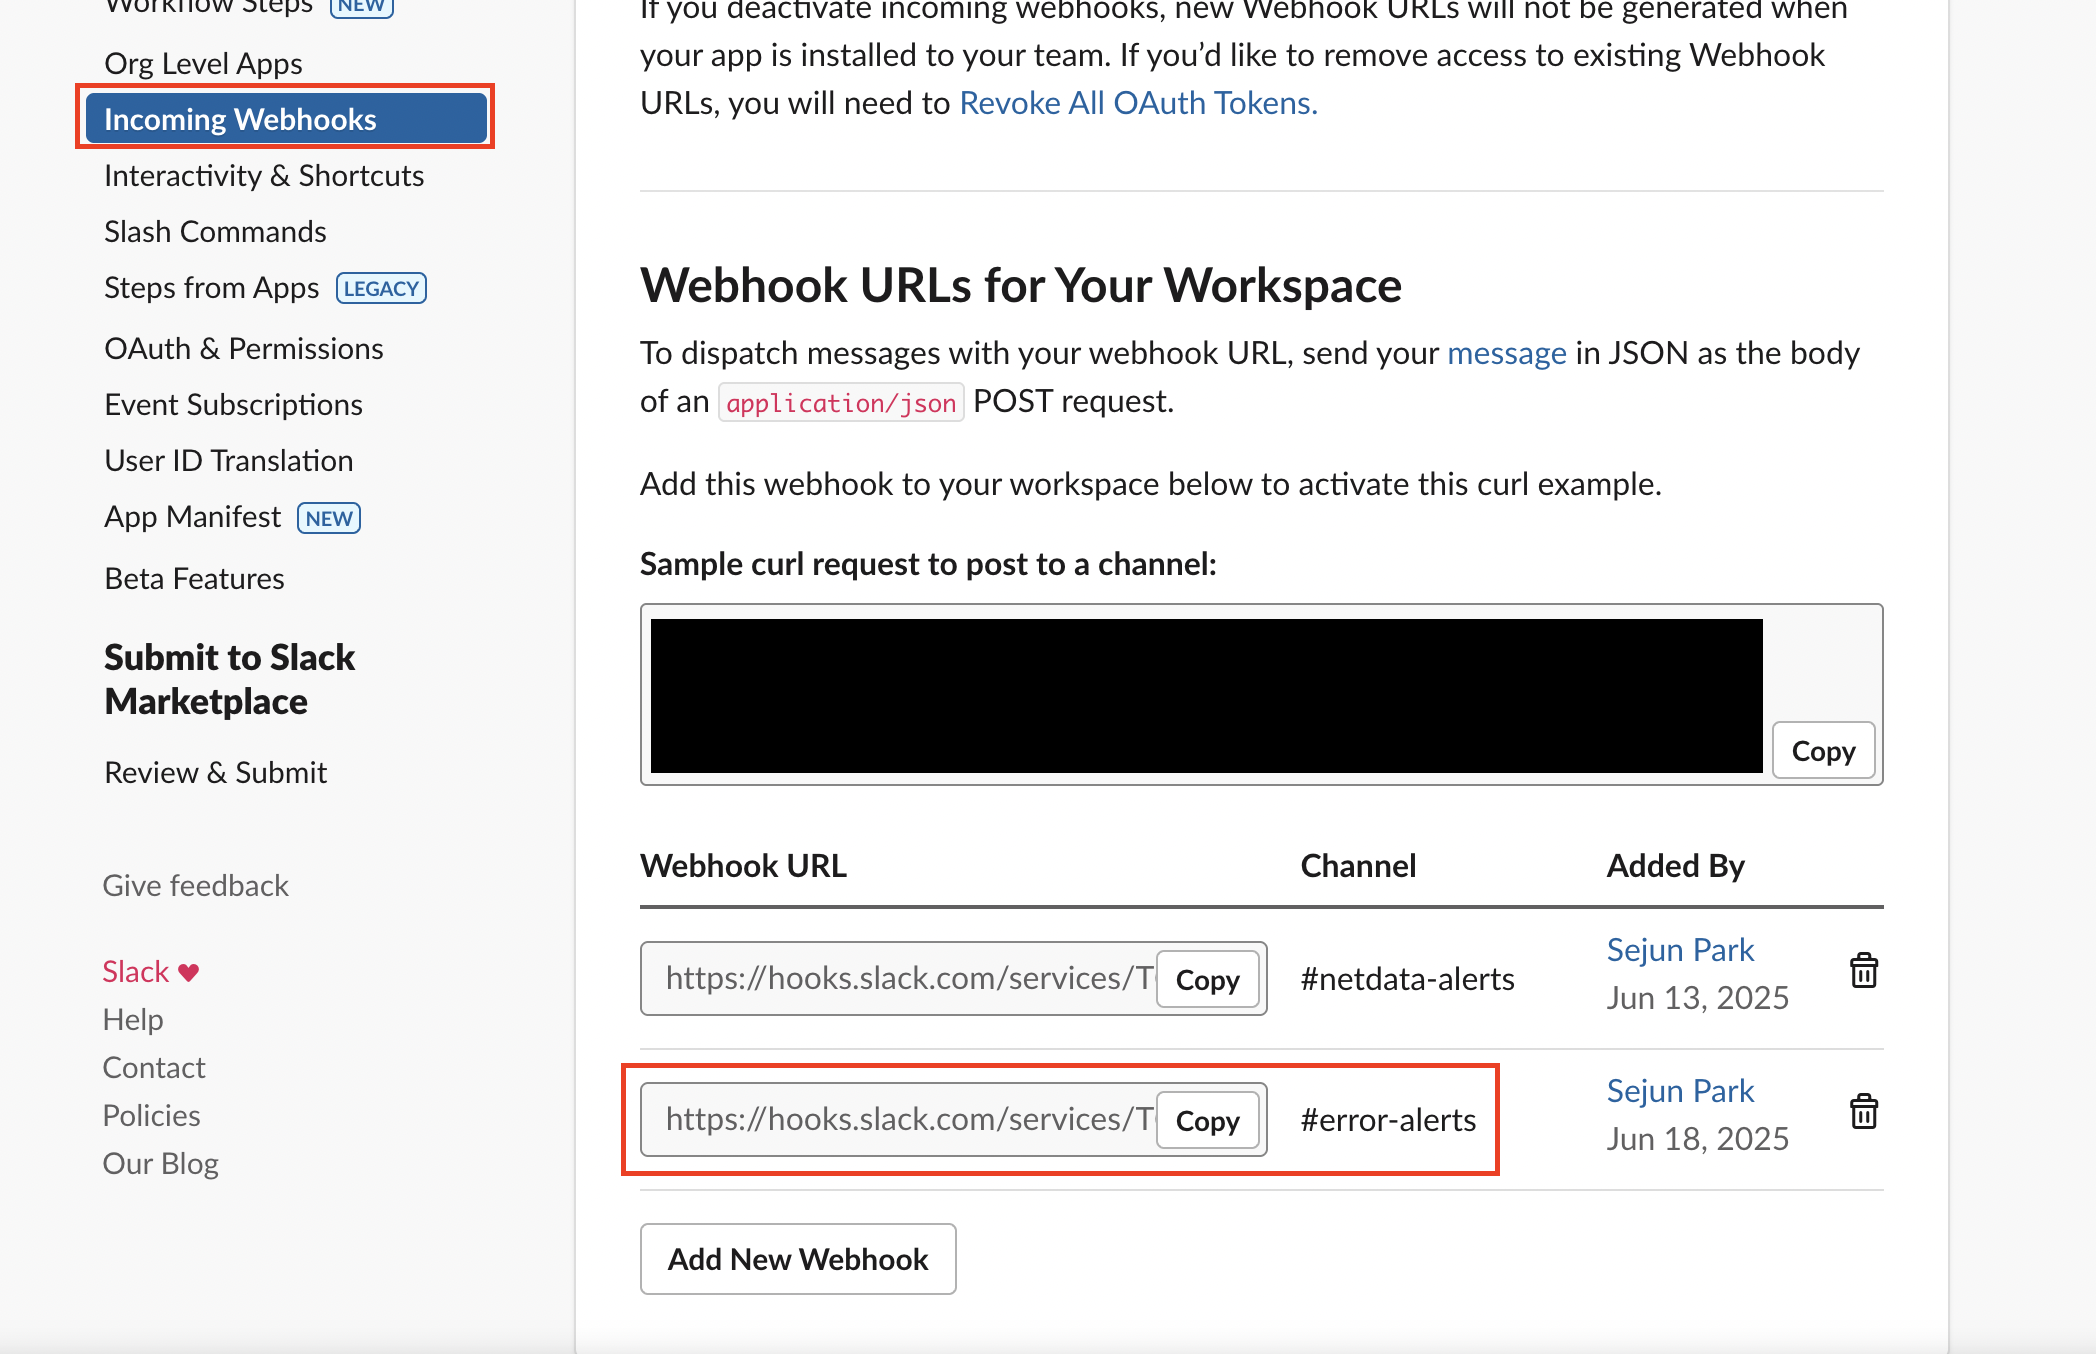 Workflow Steps NEW
Org Level Apps
Incoming Webhooks
Interactivity & Shortcuts
Slash Commands
Steps from Apps LEGACY
OAuth & Permissions
Event Subscriptions
User ID Translation
App Manifest NEW
Beta Features
Submit to Slack
Marketplace
Review & Submit
Give feedback
Slack
Help
Contact
Policies
Our Blog
If you deactivate incoming webhooks, new Webhook URLs will not be generated when
your app is installed to your team. If you’d like to remove access to existing Webhook
URLs, you will need to Revoke All OAuth Tokens.
Webhook URLs for Your Workspace
To dispatch messages with your webhook URL, send your message in JSON as the body
of an application/json POST request.
Add this webhook to your workspace below to activate this curl example.
Sample curl request to post to a channel:
Copy
Webhook URL Channel Added By
https://hooks.slack.com/services/T Copy #netdata-alerts Sejun Park
Jun 13, 2025
https://hooks.slack.com/services/T Copy #error-alerts Sejun Park
Jun 18, 2025
Add New Webhook